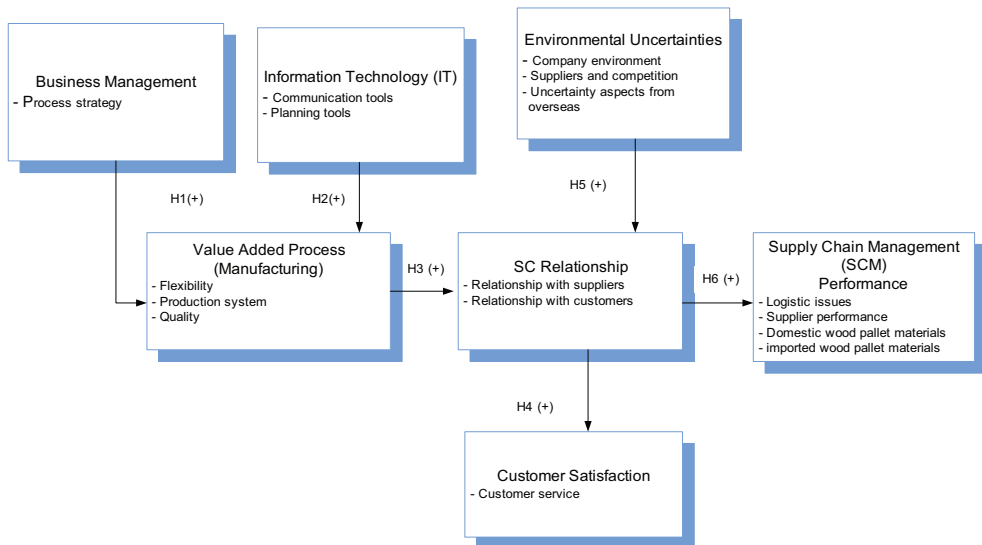 Business Management
- Process strategy
Information Technology (IT)
- Communication tools
- Planning tools
Environmental Uncertainties
- Company environment
- Suppliers and competition
- Uncertainty aspects from
overseas
H1(+)
H2(+)
H5 (+)
Value Added Process
(Manufacturing)
- Flexibility
- Production system
- Quality
H3 (+)
SC Relationship
- Relationship with suppliers
- Relationship with customers
H6 (+)
Supply Chain Management
(SCM)
Performance
- Logistic issues
- Supplier performance
- Domestic wood pallet materials
- imported wood pallet materials
H4 (+)
Customer Satisfaction
- Customer service